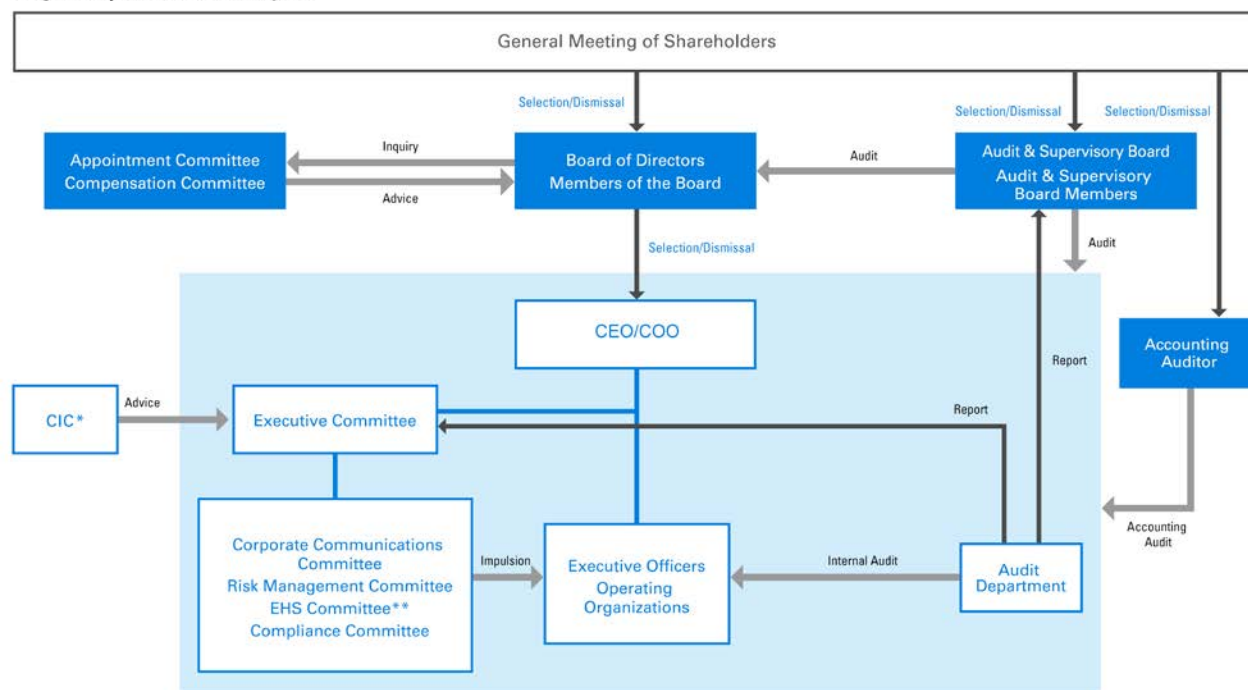 General Meeting of Shareholders
Selection/Dismissal
Selection/Dismissal
Selection/Dismissal
Appointment Committee
Compensation Committee
Inquiry
Advice
Board of Directors
Members of the Board
Audit
Audit & Supervisory Board
Audit & Supervisory
Board Members
Selection/Dismissal
Audit
CEO/COO
Accounting
Auditor
Report
CIC*
Advice
Executive Committee
Report
Corporate Communications
Committee
Risk Management Committee
EHS Committee**
Compliance Committee
Impulsion
Executive Officers
Operating
Organizations
Internal Audit
Audit
Department
Accounting
Audit